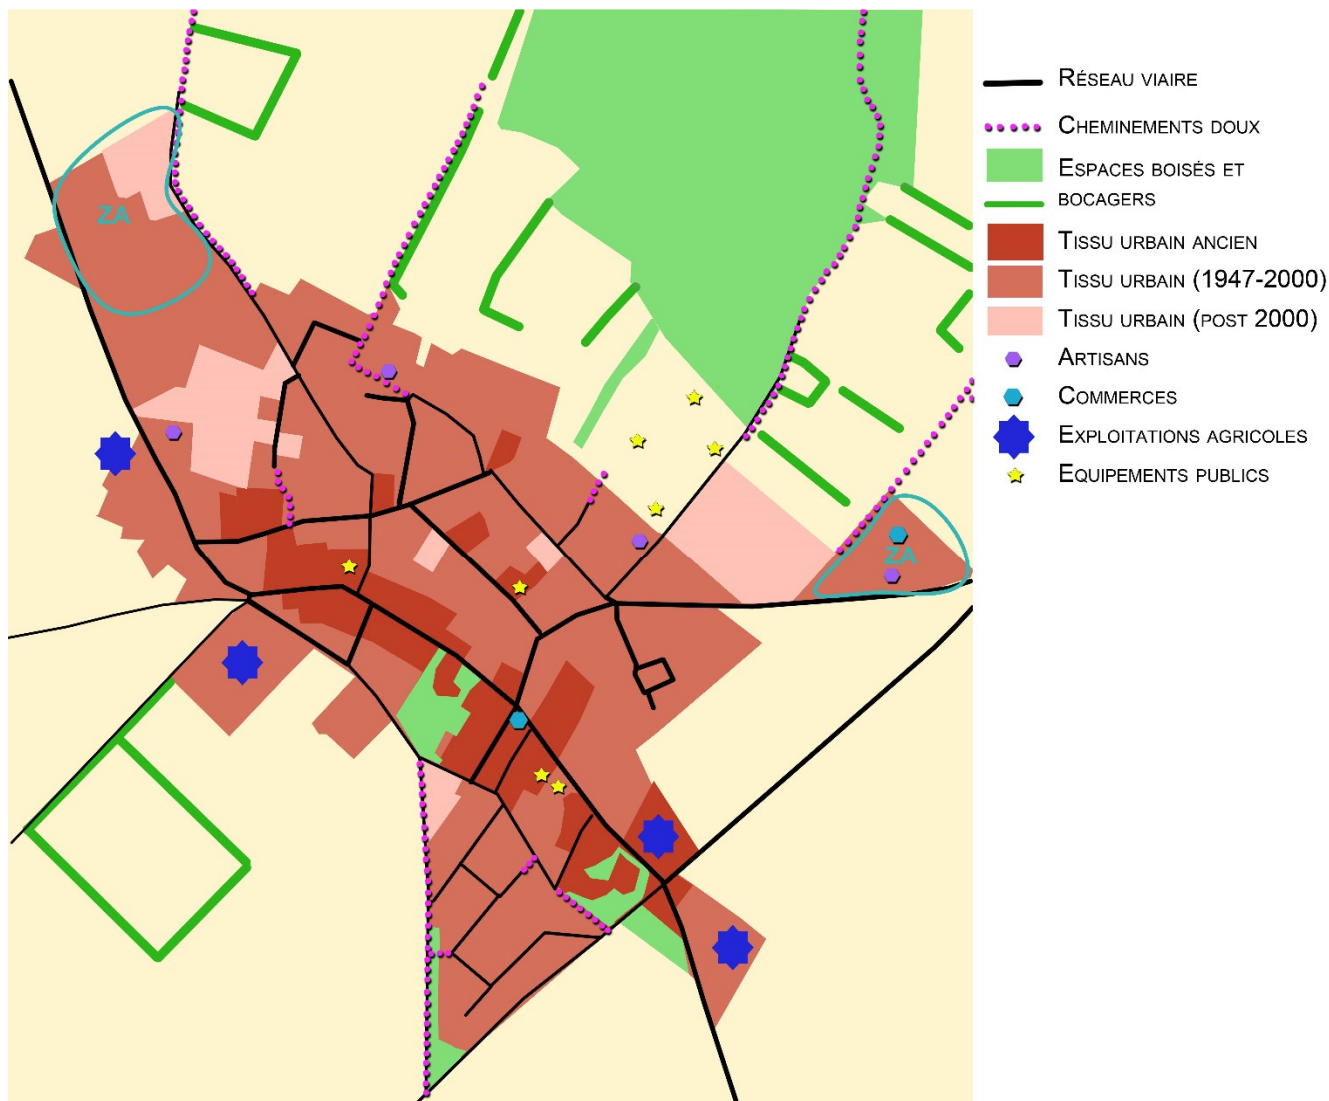 ZA
ZA
RÉSEAU VIAIRE
CHEMINEMENTS DOUX
ESPACES BOISÉS ET
BOCAGERS
TISSU URBAIN ANCIEN
TISSU URBAIN (1947-2000)
TISSU URBAIN (POST 2000)
ARTISANS
COMMERCES
EXPLOITATIONS AGRICOLES
EQUIPEMENTS PUBLICS